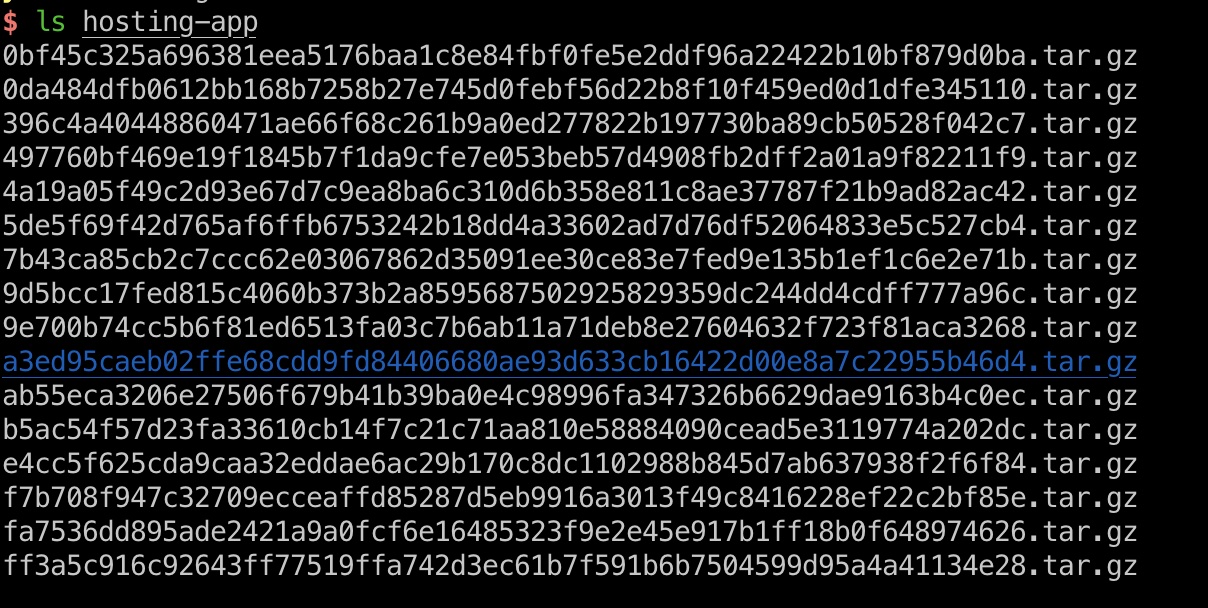 $ ls hosting-app
0bf45c325a696381eea5176baa1c8e84fbf0fe5e2ddf96a22422b10bf879d0ba.tar.gz
0da484dfb0612bb168b7258b27e745d0febf56d22b8f10f459ed0d1dfe345110.tar.gz
396c4a40448860471ae66f68c261b9a0ed277822b197730ba89cb50528f042c7.tar.gz
497760bf469e19f1845b7f1da9cfe7e053beb57d4908fb2dff2a01a9f82211f9.tar.gz
4a19a05f49c2d93e67d7c9ea8ba6c310d6b358e811c8ae37787f21b9ad82ac42.tar.gz
5de5f69f42d765af6ffb6753242b18dd4a33602ad7d76df52064833e5c527cb4.tar.gz
7b43ca85cb2c7ccc62e03067862d35091ee30ce83e7fed9e135b1ef1c6e2e71b.tar.gz
9d5bcc17fed815c4060b373b2a8595687502925829359dc244dd4cdff777a96c.tar.gz
9e700b74cc5b6f81ed6513fa03c7b6ab11a71deb8e27604632f723f81aca3268.tar.gz
a3ed95caeb02ffe68cdd9fd84406680ae93d633cb16422d00e8a7c22955b46d4.tar.gz
ab55eca3206e27506f679b41b39ba0e4c98996fa347326b6629dae9163b4c0ec.tar.gz
b5ac54f57d23fa33610cb14f7c21c71aa810e58884090cead5e3119774a202dc.tar.gz
e4cc5f625cda9caa32eddae6ac29b170c8dc1102988b845d7ab637938f2f6f84.tar.gz
f7b708f947c32709ecceaffd85287d5eb9916a3013f49c8416228ef22c2bf85e.tar.gz
fa7536dd895ade2421a9a0fcf6e16485323f9e2e45e917b1ff18b0f648974626.tar.gz
ff3a5c916c92643ff77519ffa742d3ec61b7f591b6b7504599d95a4a41134e28.tar.gz